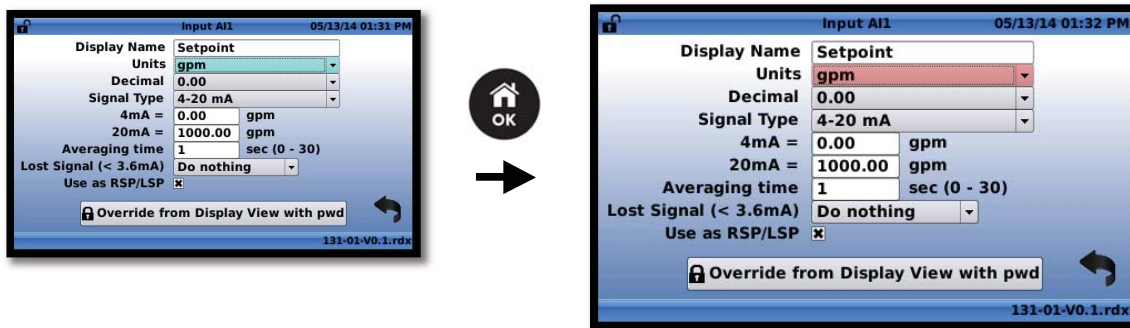 Input AI1 05/13/14 01:31 PM
Display Name Setpoint
Units gpm
Decimal 0.00
Signal Type 4-20 mA
4mA = 0.00 gpm
20mA = 1000.00 gpm
Averaging time 1 sec (0 - 30)
Lost Signal (< 3.6mA) Do nothing
Use as RSP/LSP
Override from Display View with pwd
131-01-V0.1.rdx
OK
Input AI1 05/13/14 01:32 PM
Display Name Setpoint
Units gpm
Decimal 0.00
Signal Type 4-20 mA
4mA = 0.00 gpm
20mA = 1000.00 gpm
Averaging time 1 sec (0 - 30)
Lost Signal (< 3.6mA) Do nothing
Use as RSP/LSP
Override from Display View with pwd
131-01-V0.1.rdx